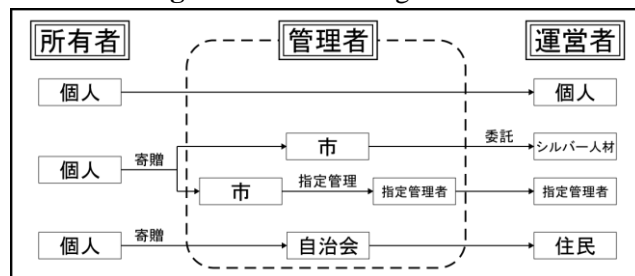 所有者 管理者 運営者
個人 個人
個人 寄贈 市 委託 シルバー人材
市 指定管理 指定管理者 指定管理者
個人 寄贈 自治会 住民